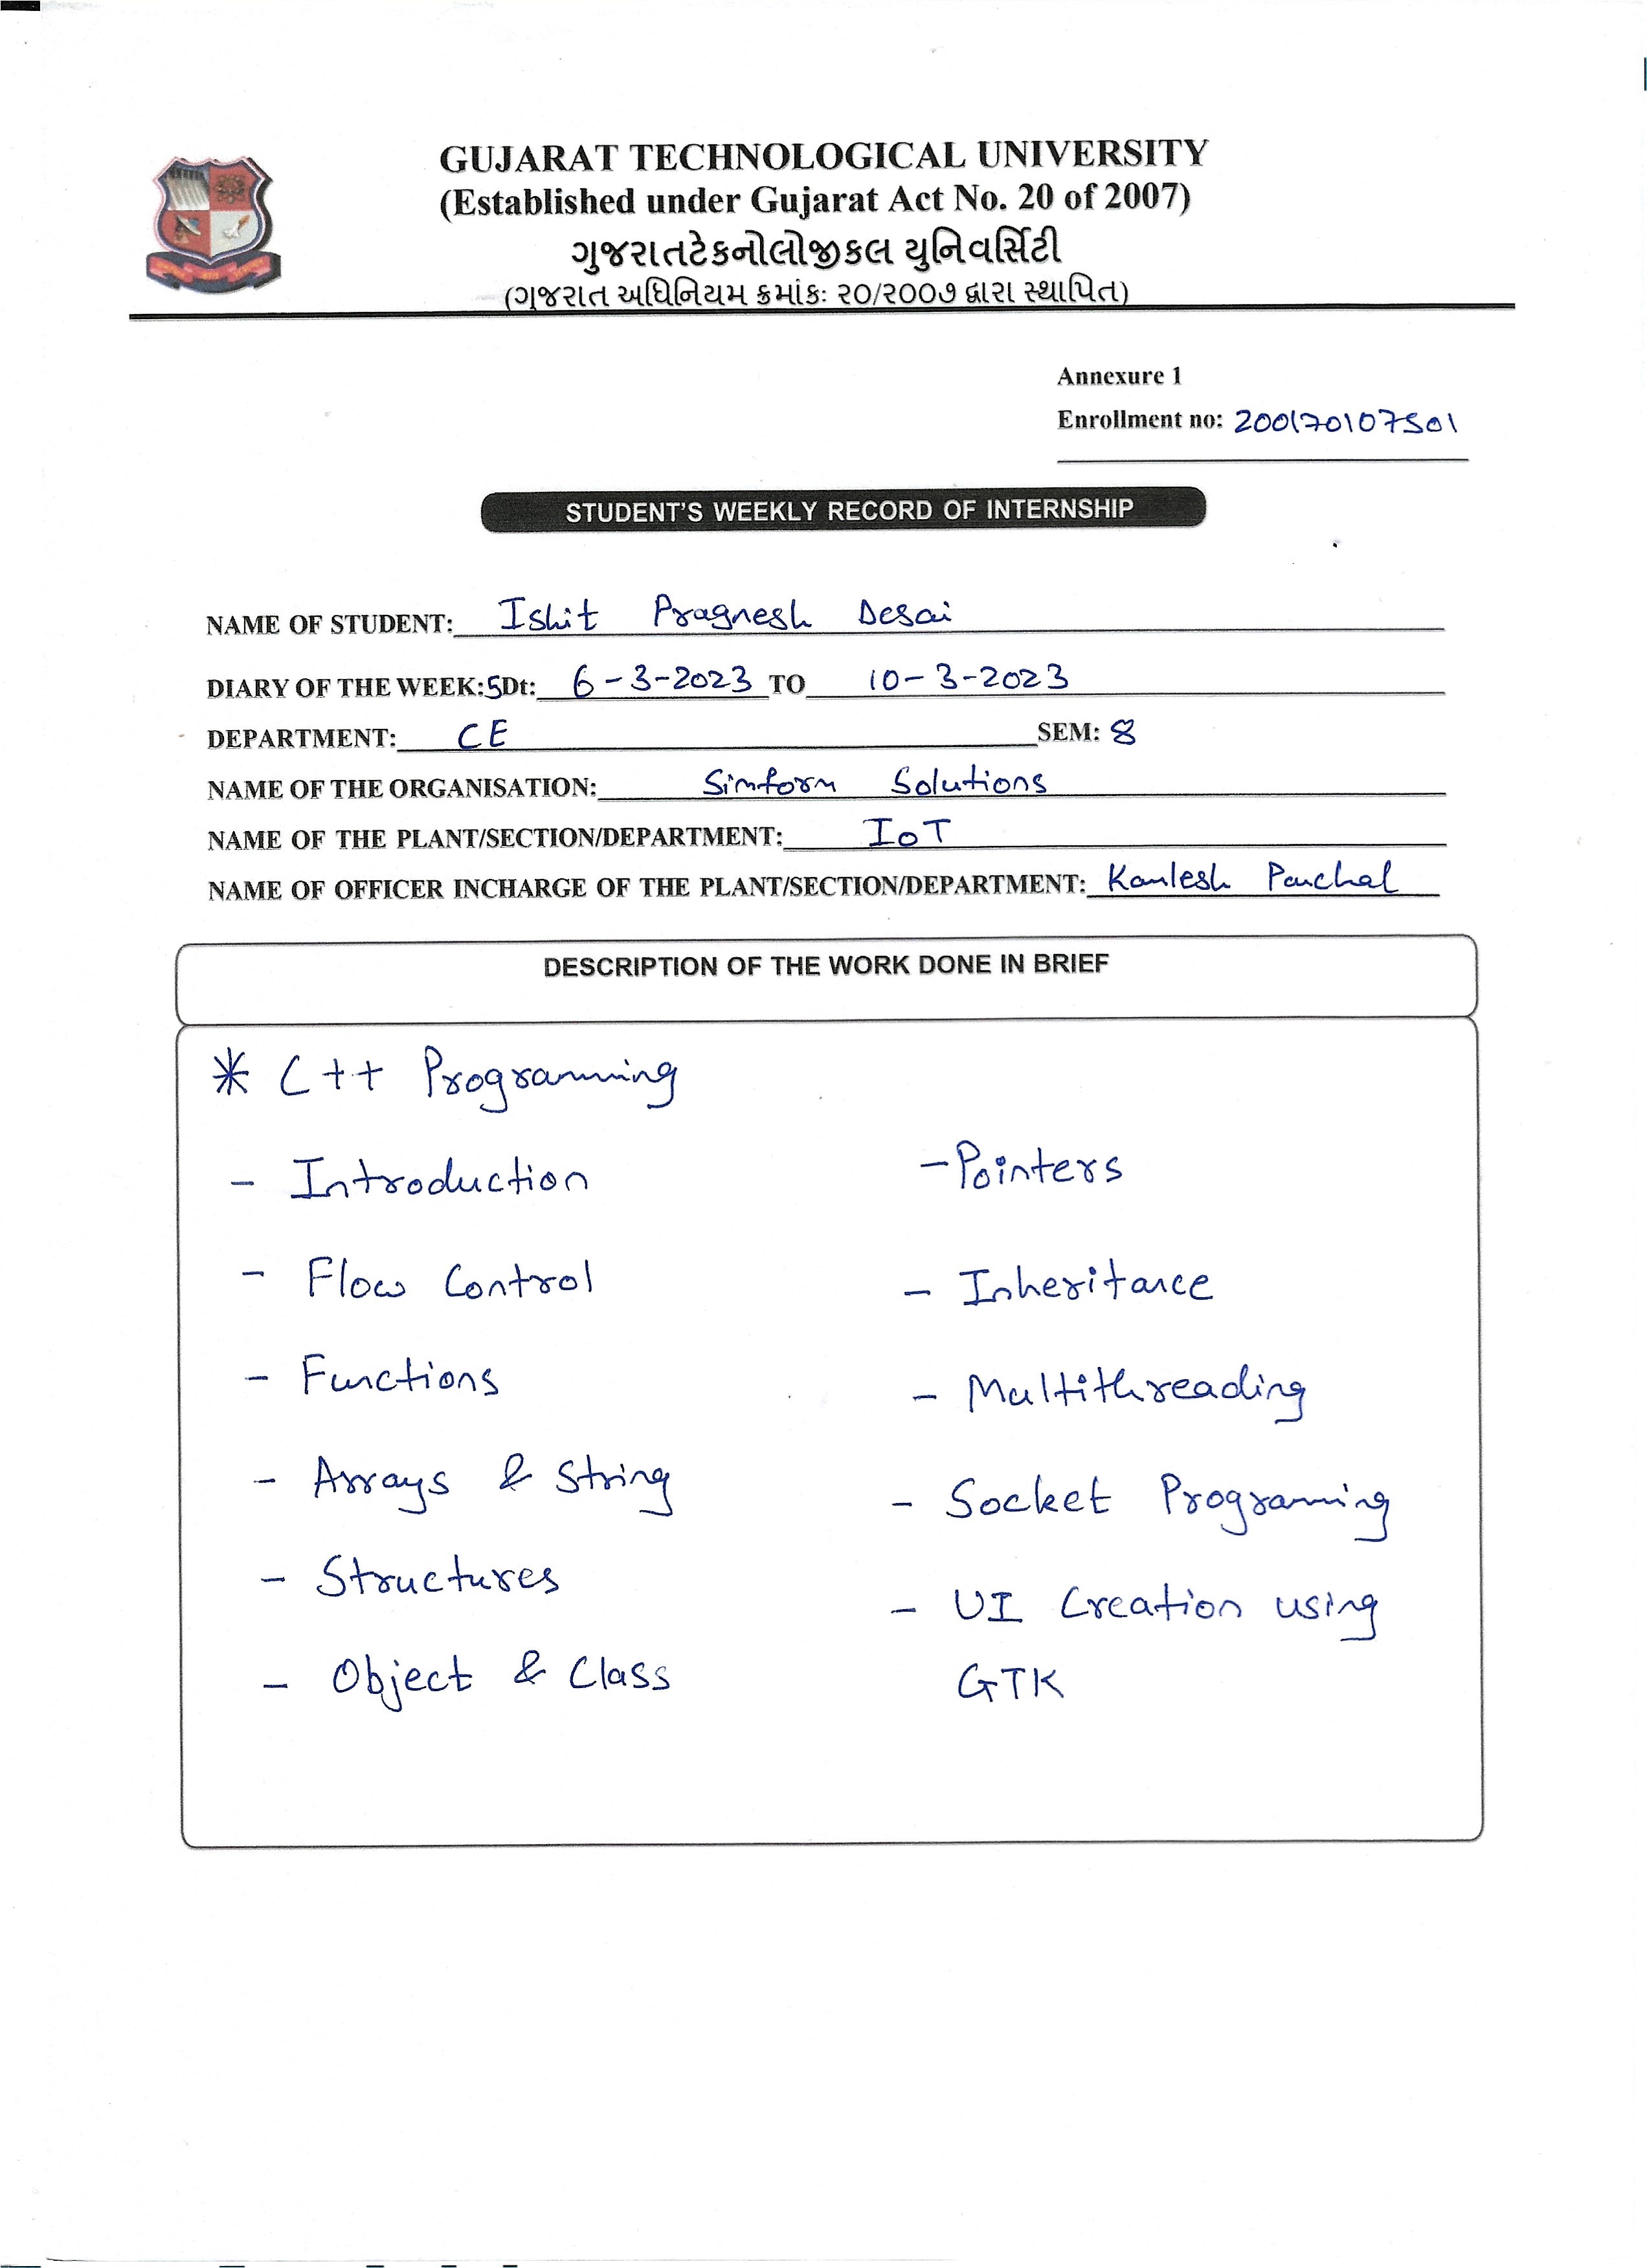 GUJARAT TECHNOLOGICAL UNIVERSITY
(Established under Gujarat Act No. 20 of 2007)
ગુજરાતટેકનોલોજીકલ યુનિવર્સિટી
(ગુજરાત અધિનિયમ ક્રમાંકઃ ૨૦/૨૦૦૭ દ્વારા સ્થાપિત)
Annexure 1
Enrollment no: 200170107501
STUDENT'S WEEKLY RECORD OF INTERNSHIP
NAME OF STUDENT: Ishit Pragnesh Desai
DIARY OF THE WEEK:5Dt: 6-3-2023 TO 10-3-2023
DEPARTMENT: CE SEM: 8
NAME OF THE ORGANISATION: Simform Solutions
NAME OF THE PLANT/SECTION/DEPARTMENT: IoT
NAME OF OFFICER INCHARGE OF THE PLANT/SECTION/DEPARTMENT: Kamlesh Panchal
DESCRIPTION OF THE WORK DONE IN BRIEF
* C++ Programming
- Introduction
- Flow Control
- Functions
- Arrays & String
- Structures
- Object & Class
- Pointers
- Inheritance
- Multithreading
- Socket Programing
- UI Creation using
GTK